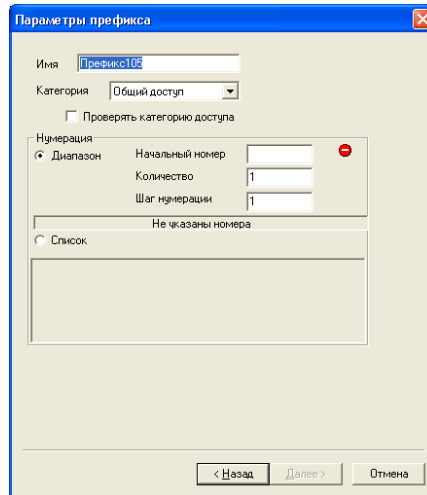 Параметры префикса
Имя Префикс105
Категория Общий доступ
Проверять категорию доступа
Нумерация
Диапазон Начальный номер
Количество 1
Шаг нумерации 1
Не указаны номера
Список
< Назад Далее > Отмена